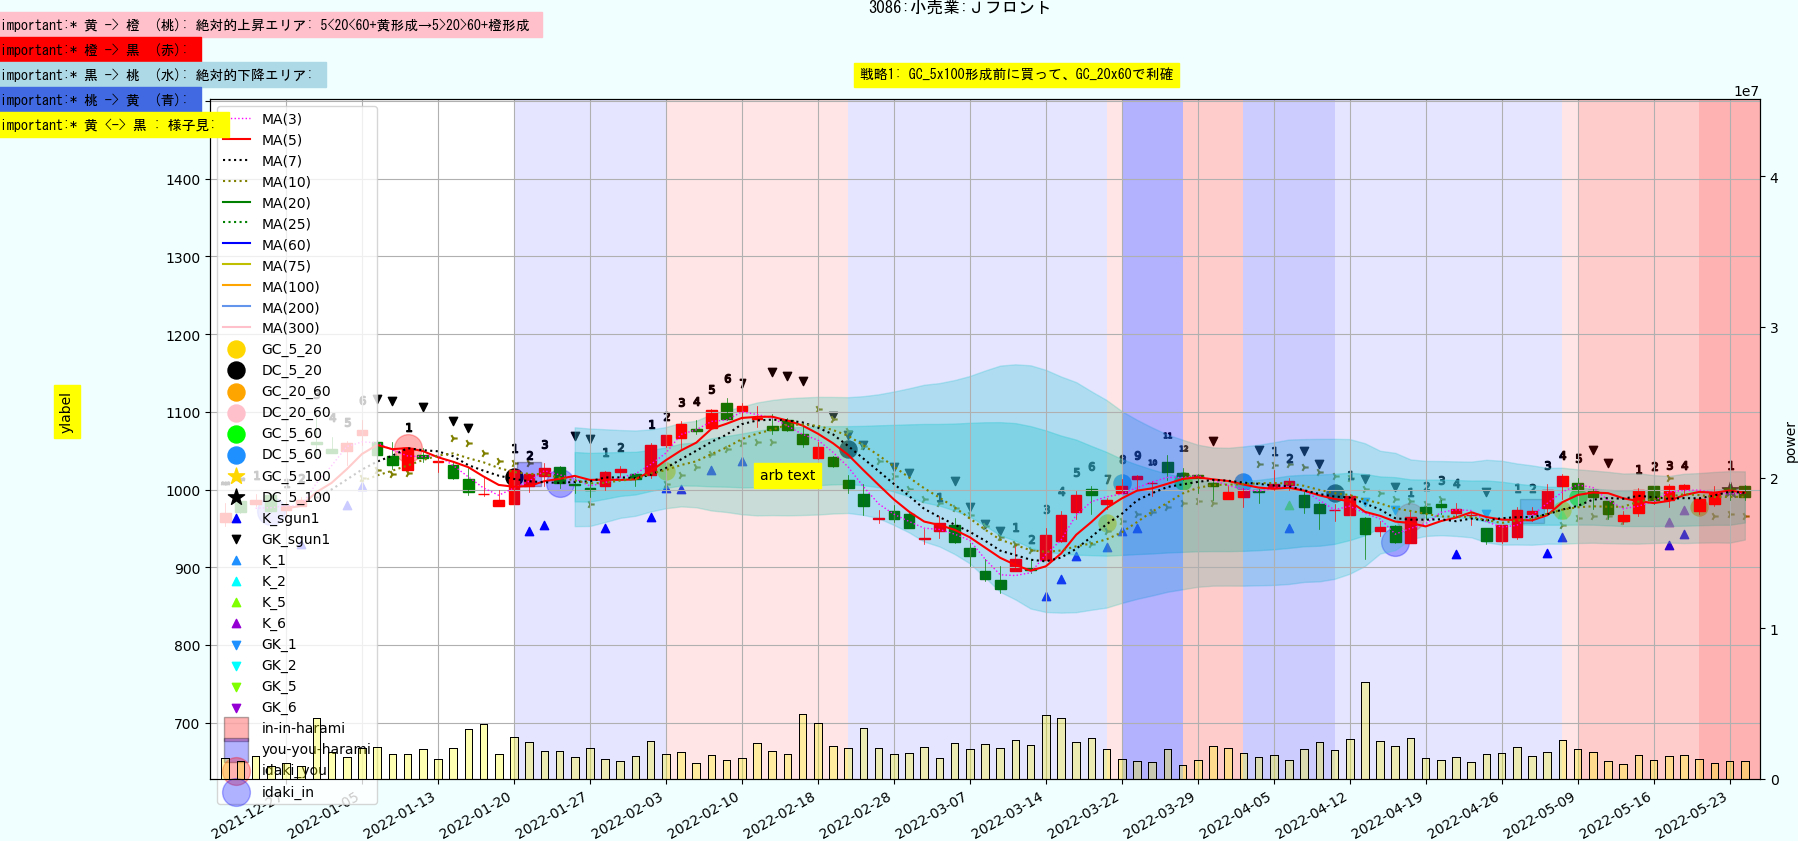 3086:小売業:Ｊフロント
important:* 黄 -> 橙 （桃）: 絶対的上昇エリア: 5<20<60+黄形成→5>20>60+橙形成
important:* 橙 -> 黒 （赤）:
important:* 黒 -> 桃 （水）: 絶対的下降エリア:
important:* 桃 -> 黄 （青）:
important:* 黄 <-> 黒 : 様子見:
戦略1: GC_5x100形成前に買って、GC_20x60で利確
1e7
MA(3)
MA(5)
MA(7)
MA(10)
MA(20)
MA(25)
MA(60)
MA(75)
MA(100)
MA(200)
MA(300)
GC_5_20
DC_5_20
GC_20_60
DC_20_60
GC_5_60
DC_5_60
GC_5_100
DC_5_100
K_sgun1
GK_sgun1
K_1
K_2
K_5
K_6
GK_1
GK_2
GK_5
GK_6
in-in-harami
you-you-harami
idaki_you
idaki_in
1400
1300
1200
1100
1000
900
800
700
ylabel
arb text
4
3
2
1
0
power
2021-12-27
2022-01-05
2022-01-13
2022-01-20
2022-01-27
2022-02-03
2022-02-10
2022-02-18
2022-02-28
2022-03-07
2022-03-14
2022-03-22
2022-03-29
2022-04-05
2022-04-12
2022-04-19
2022-04-26
2022-05-09
2022-05-16
2022-05-23